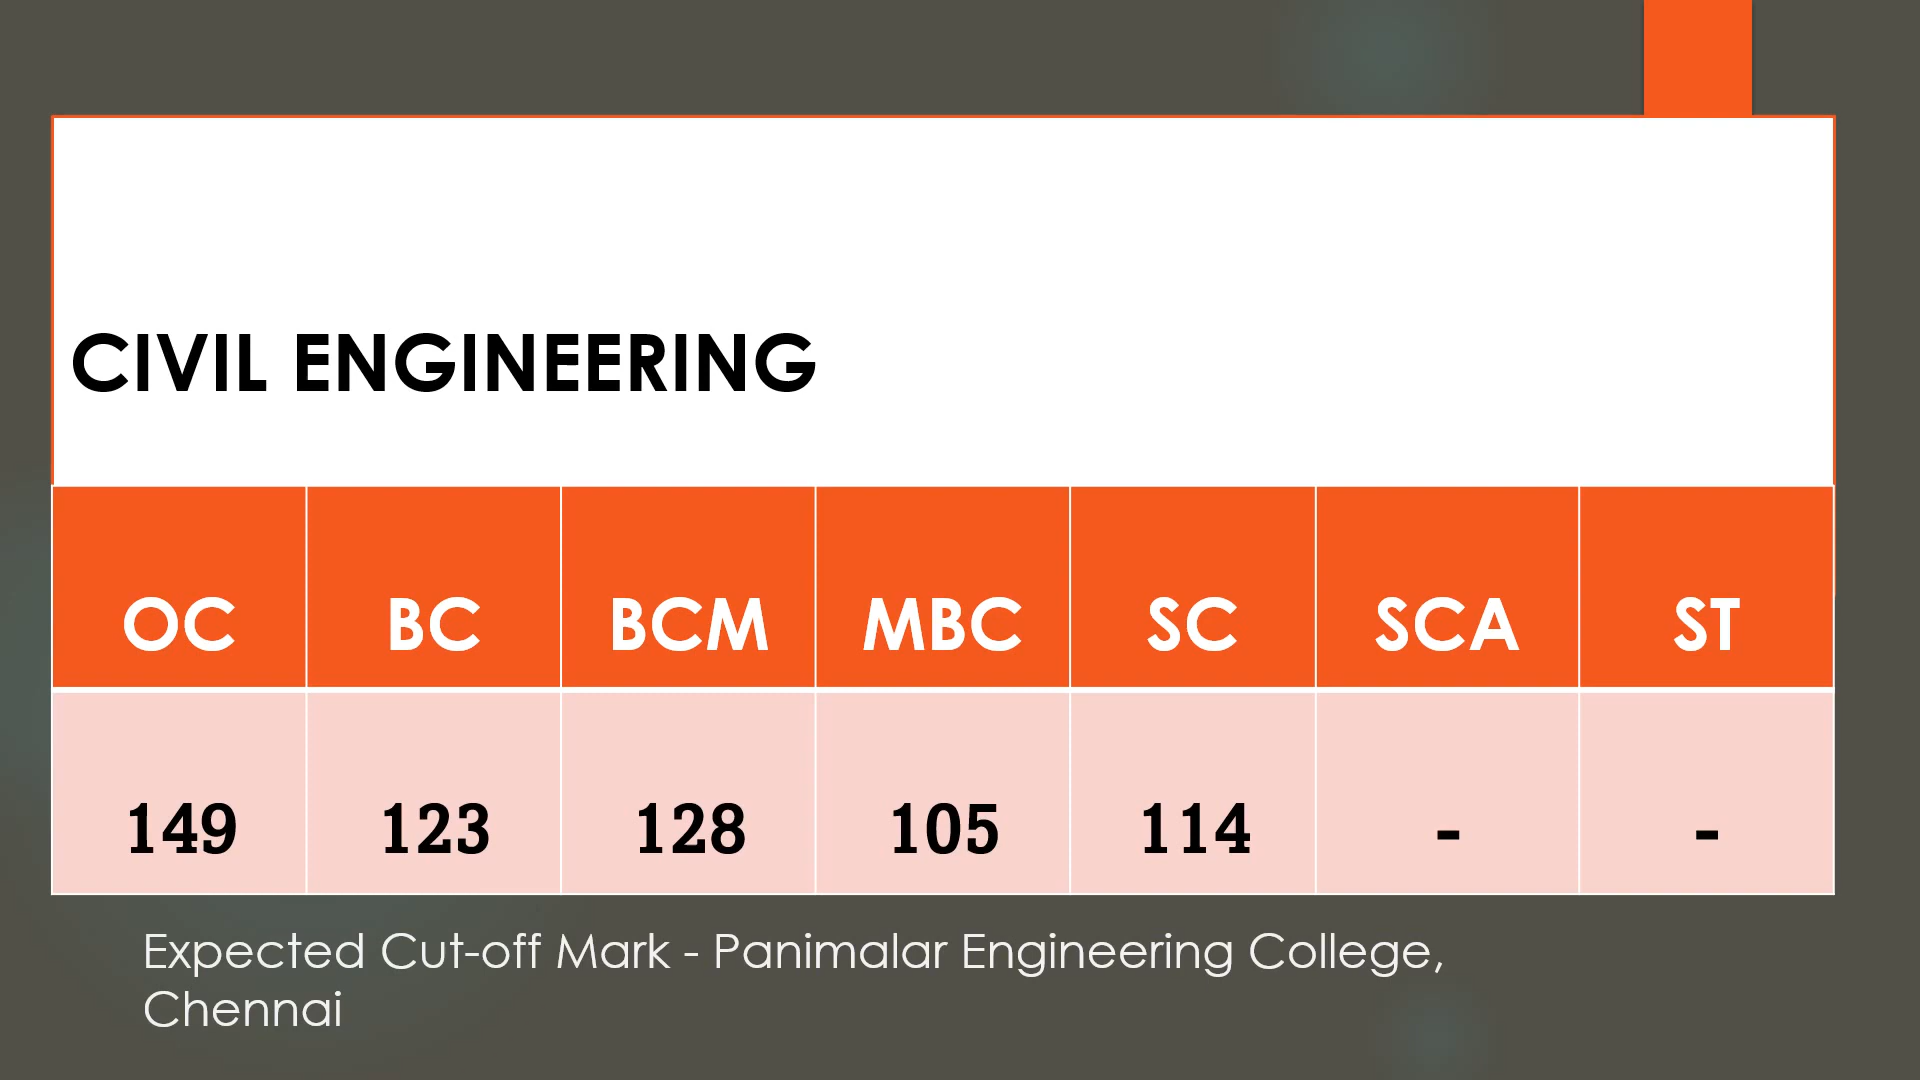 CIVIL ENGINEERING
OC BC BCM MBC SC SCA ST
149 123 128 105 114 - -
Expected Cut-off Mark - Panimalar Engineering College,
Chennai